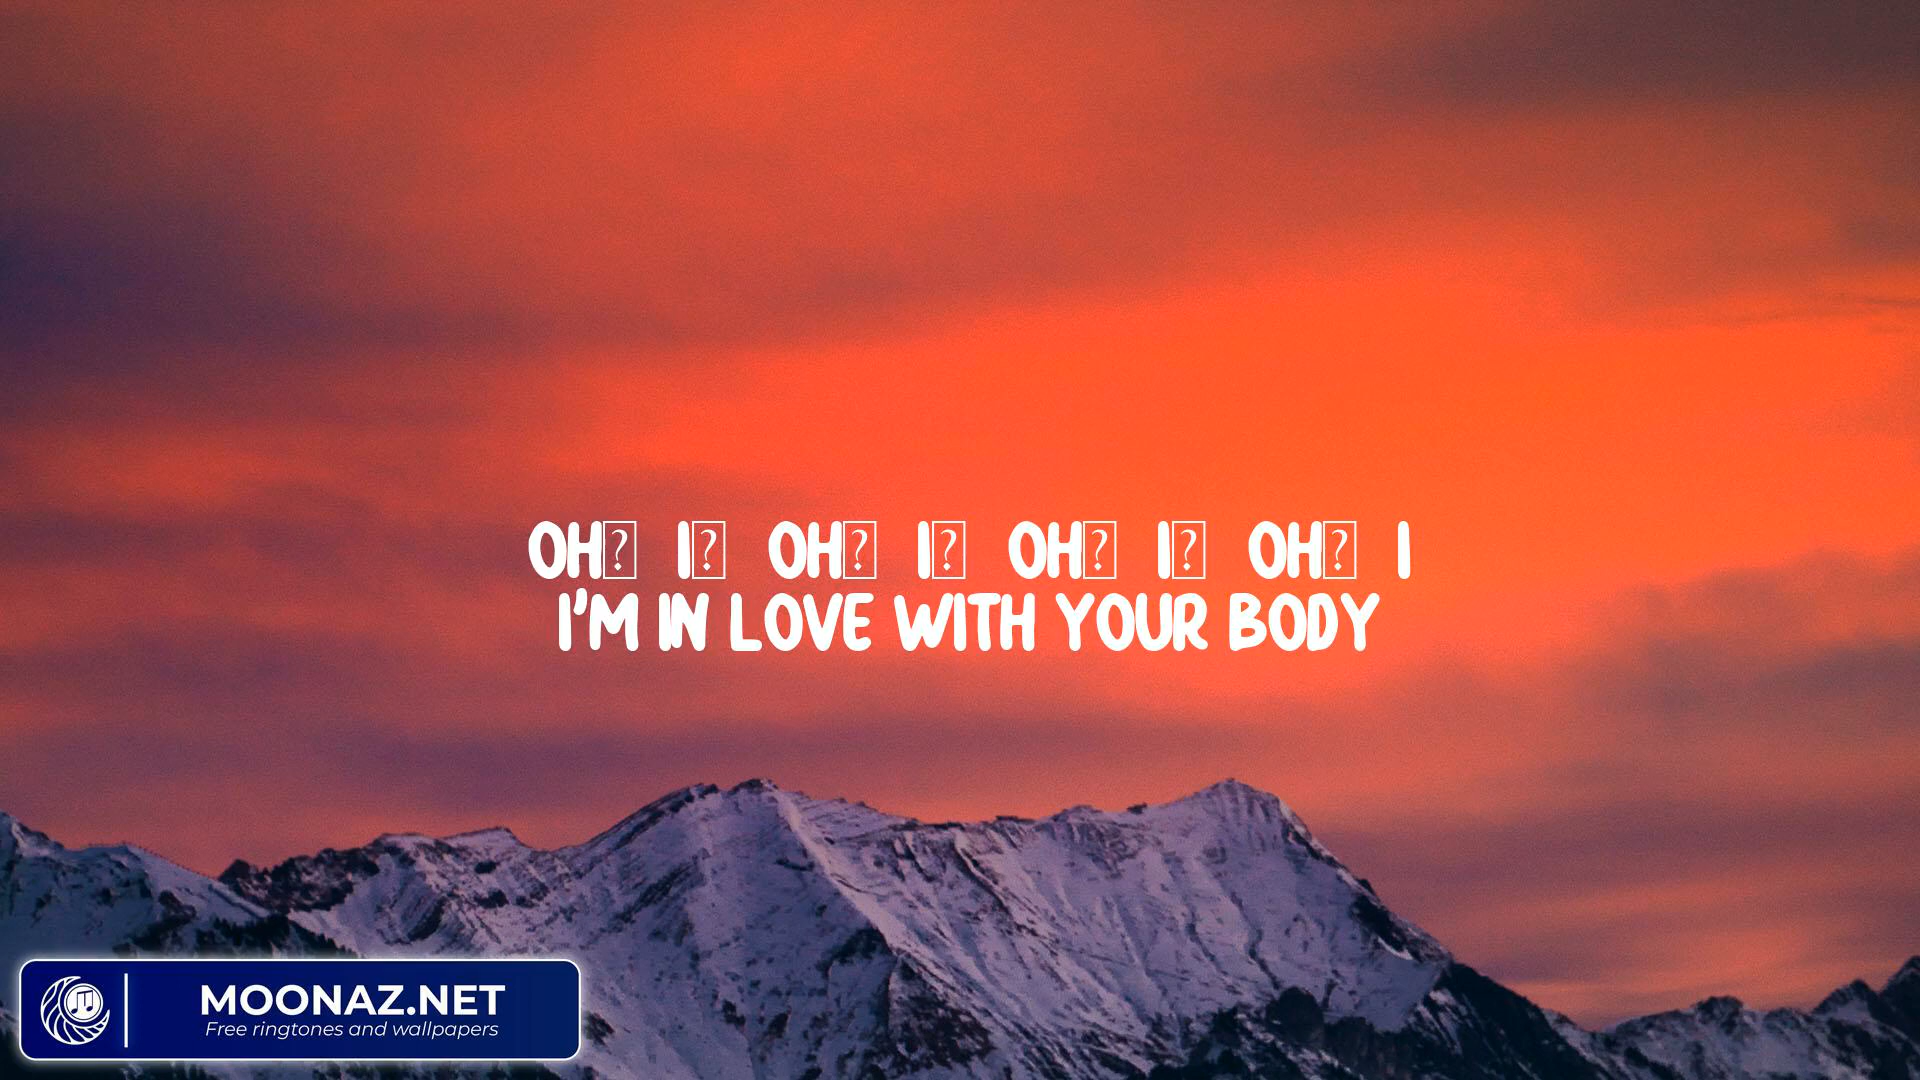 OH� I� OH� I� OH� I� OH� I
I'M IN LOVE WITH YOUR BODY
MOONAZ.NET
Free ringtones and wallpapers